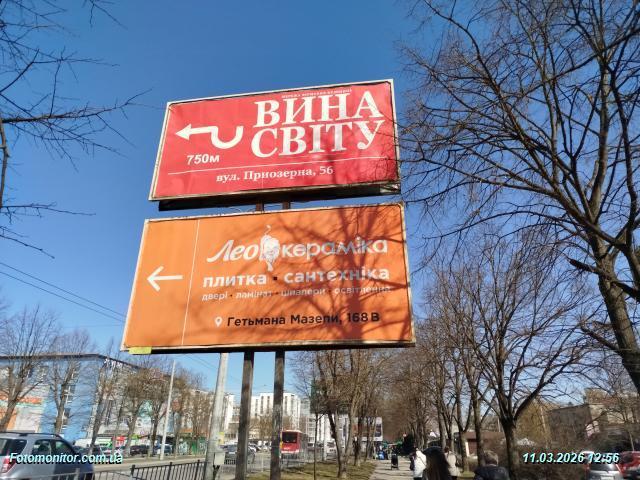 ВИНА
СВІТУ
750м
вул. Приозерна, 56
Леокераміка
плитка · сантехніка
двері · ламінат · шпалери · освітлення
Гетьмана Мазепи, 168 В
Fotomonitor.com.ua
11.03.2026 12:56